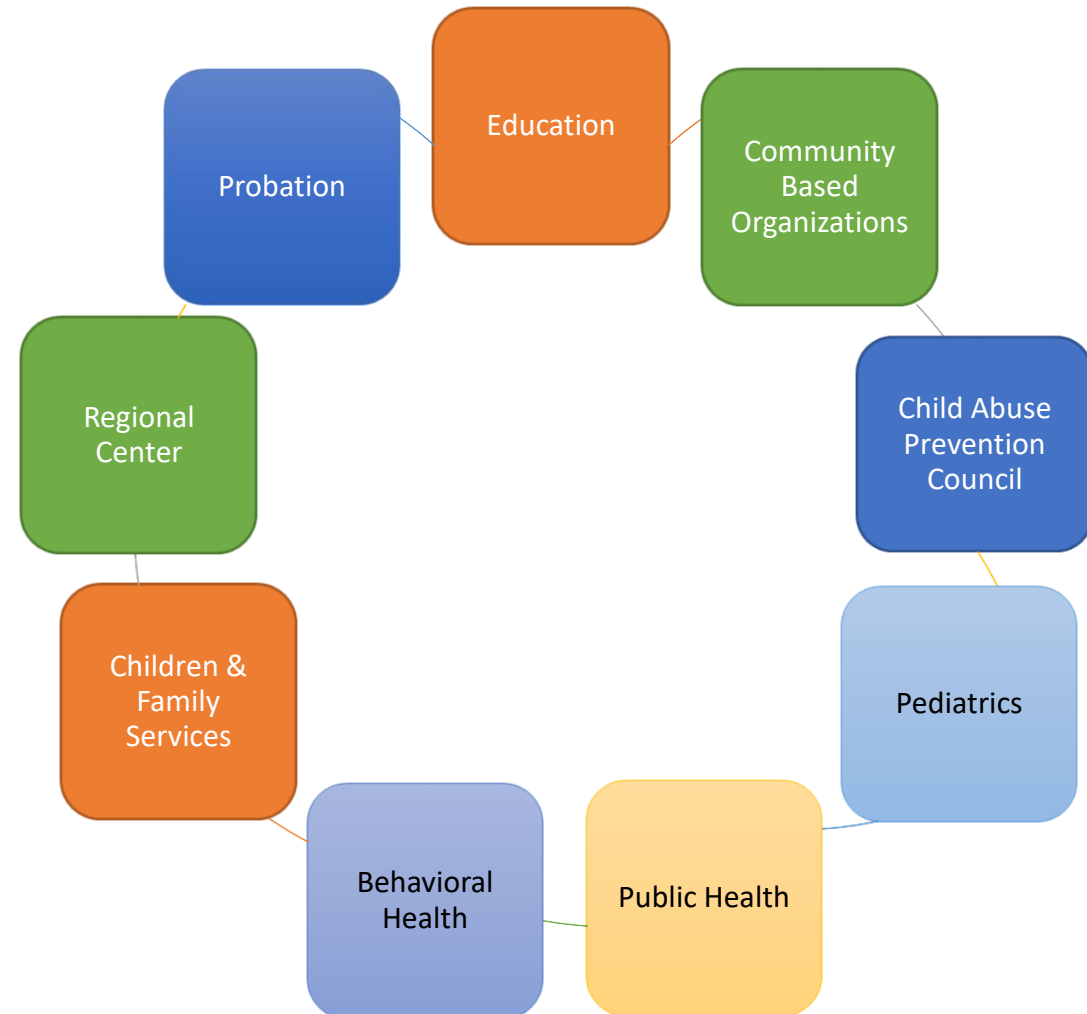 Education
Community
Based
Organizations
Child Abuse
Prevention
Council
Pediatrics
Public Health
Behavioral
Health
Children &
Family
Services
Regional
Center
Probation